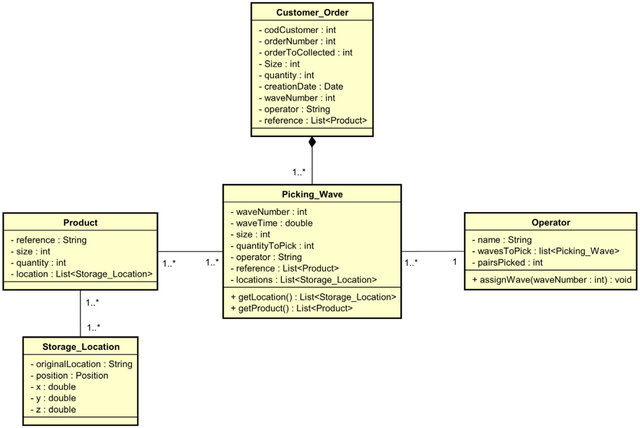 Customer_Order
- codCustomer : int
- orderNumber : int
- orderToCollected : int
- Size : int
- quantity : int
- creationDate : Date
- waveNumber : int
- operator : String
- reference : List<Product>
1..*
Picking_Wave
- waveNumber : int
- waveTime : double
- size : int
- quantityToPick : int
- operator : String
- reference : List<Product>
- locations : List<Storage_Location>
+ getLocation() : List<Storage_Location>
+ getProduct() : List<Product>
Product
- reference : String
- size : int
- quantity : int
- location : List<Storage_Location>
1..*
1..*
Operator
- name : String
- wavesToPick : list<Picking_Wave>
- pairsPicked : int
+ assignWave(waveNumber : int) : void
1..*
1
1..*
1..*
Storage_Location
- originalLocation : String
- position : Position
- x : double
- y : double
- z : double